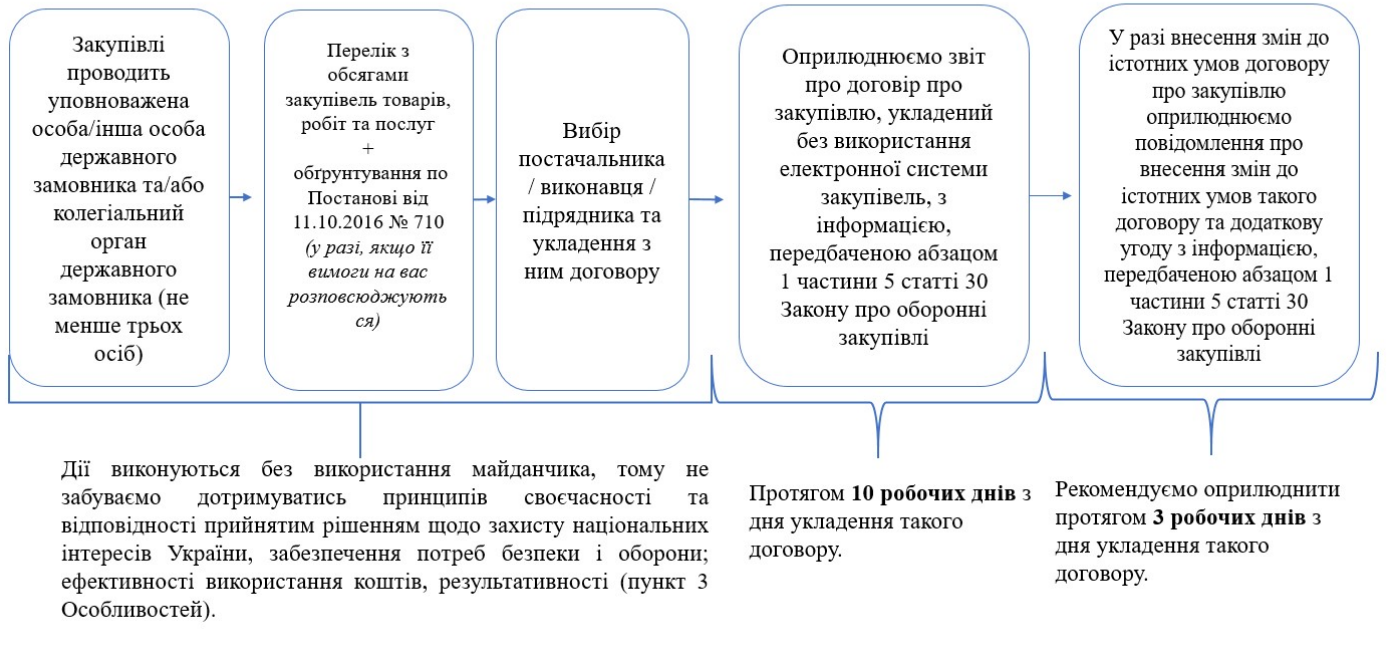 Закупівлі
проводить
уповноважена
особа/інша особа
державного
замовника та/або
колегіальний
орган
державного
замовника (не
менше трьох
осіб)
Перелік з
обсягами
закупівель товарів,
робіт та послуг
+
обґрунтування по
Постанові від
11.10.2016 № 710
(у разі, якщо її
вимоги на вас
розповсюджують
ся)
Вибір
постачальника
/ виконавця /
підрядника та
укладення з
ним договору
Оприлюднюємо звіт
про договір про
закупівлю, укладений
без використання
електронної системи
закупівель, з
інформацією,
передбаченою абзацом
1 частини 5 статті 30
Закону про оборонні
закупівлі
У разі внесення змін до
істотних умов договору
про закупівлю
оприлюднюємо
повідомлення про
внесення змін до
істотних умов такого
договору та додаткову
угоду з інформацією,
передбаченою абзацом 1
частини 5 статті 30
Закону про оборонні
закупівлі
Дії виконуються без використання майданчика, тому не
забуваємо дотримуватись принципів своєчасності та
відповідності прийнятим рішенням щодо захисту національних
інтересів України, забезпечення потреб безпеки і оборони;
ефективності використання коштів, результативності (пункт 3
Особливостей).
Протягом 10 робочих днів з
дня укладення такого
договору.
Рекомендуємо оприлюднити
протягом 3 робочих днів з
дня укладення такого
договору.